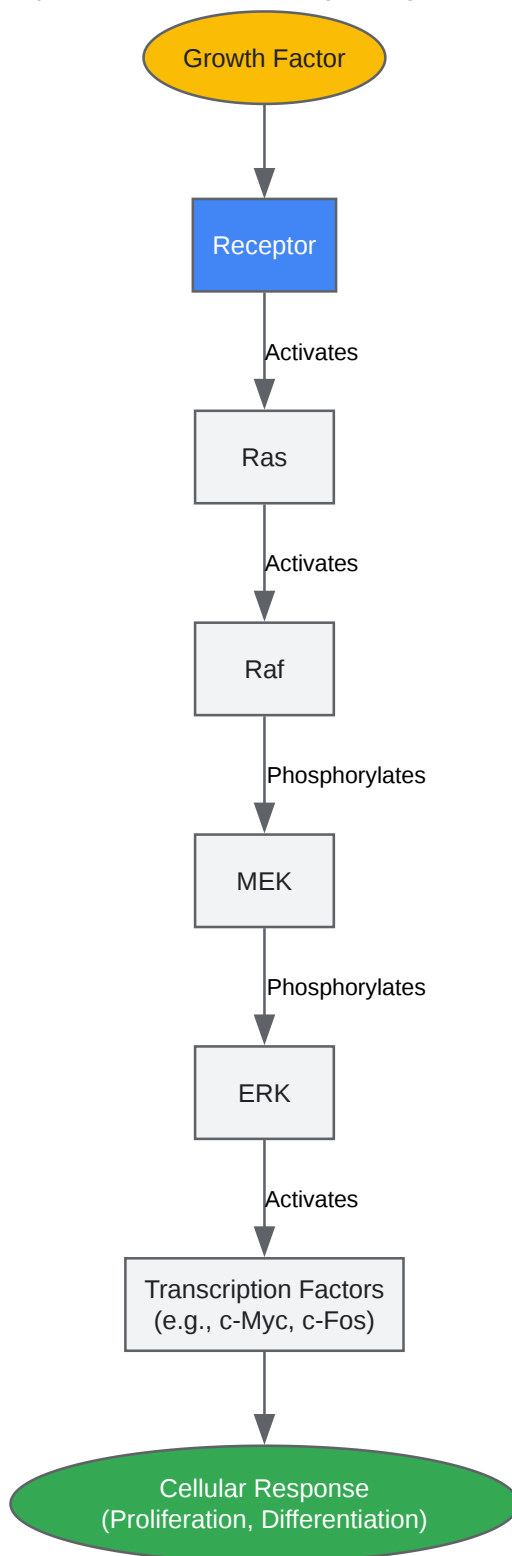 Growth Factor
Receptor
Activates
Ras
Activates
Raf
Phosphorylates
MEK
Phosphorylates
ERK
Activates
Transcription Factors
(e.g., c-Myc, c-Fos)
Cellular Response
(Proliferation, Differentiation)